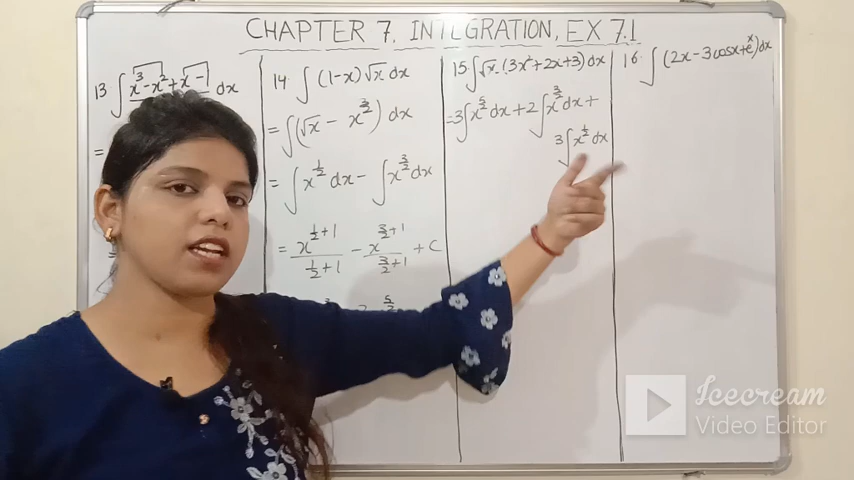 CHAPTER 7. INTEGRATION, EX 7.1
13 ∫ x³-x²+x-1 dx
=
14. ∫ (1-x) √x dx
= ∫(√x - x^(3/2)) dx
= ∫ x^(1/2) dx - ∫ x^(3/2) dx
= x^(1/2+1)/(1/2+1) - x^(3/2+1)/(3/2+1) + C
15. ∫ √x. (3x²+2x+3) dx
= 3∫ x^(5/2) dx + 2∫ x^(3/2) dx +
3∫ x^(1/2) dx
16. ∫ (2x - 3cosx + e^x) dx
Icecream
Video Editor